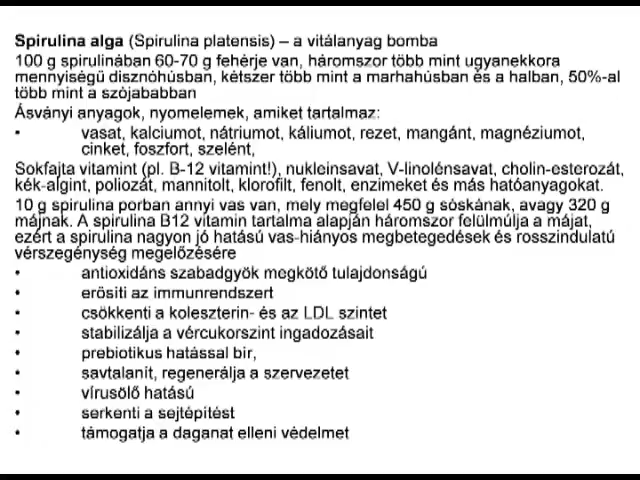 Spirulina alga (Spirulina platensis) – a vitálanyag bomba
100 g spirulinában 60-70 g fehérje van, háromszor több mint ugyanekkora
mennyiségű disznóhúsban, kétszer több mint a marhahúsban és a halban, 50%-al
több mint a szójababban
Ásványi anyagok, nyomelemek, amiket tartalmaz:
• vasat, kalciumot, nátriumot, káliumot, rezet, mangánt, magnéziumot,
cinket, foszfort, szelént,
Sokfajta vitamint (pl. B-12 vitamint!), nukleinsavat, V-linolénsavat, cholin-esterozát,
kék-algint, poliozát, mannitolt, klorofilt, fenolt, enzimeket és más hatóanyagokat.
10 g spirulina porban annyi vas van, mely megfelel 450 g sóskának, avagy 320 g
májnak. A spirulina B12 vitamin tartalma alapján háromszor felülmúlja a májat,
ezért a spirulina nagyon jó hatású vas-hiányos megbetegedések és rosszindulatú
vérszegénység megelőzésére
• antioxidáns szabadgyök megkötő tulajdonságú
• erősiti az immunrendszert
• csökkenti a koleszterin- és az LDL szintet
• stabilizálja a vércukorszint ingadozásait
• prebiotikus hatással bír,
• savtalanít, regenerálja a szervezetet
• vírusölő hatású
• serkenti a sejtépítést
• támogatja a daganat elleni védelmet